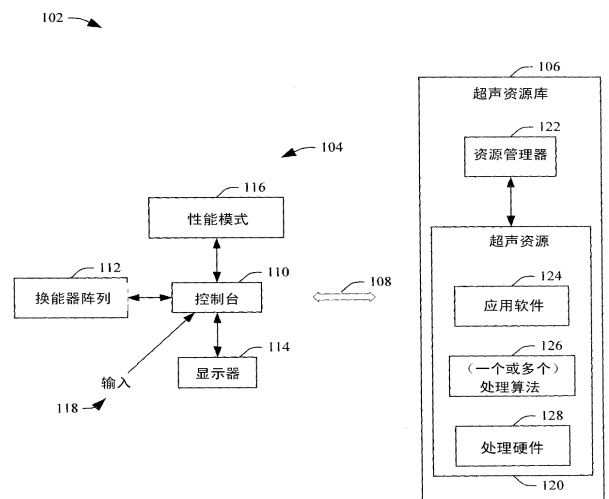 102
106
超声资源库
122
资源管理器
104
116
性能模式
超声资源
112
换能器阵列
110
控制台
108
124
应用软件
114
显示器
126
（一个或多个）
处理算法
输入
118
128
处理硬件
120